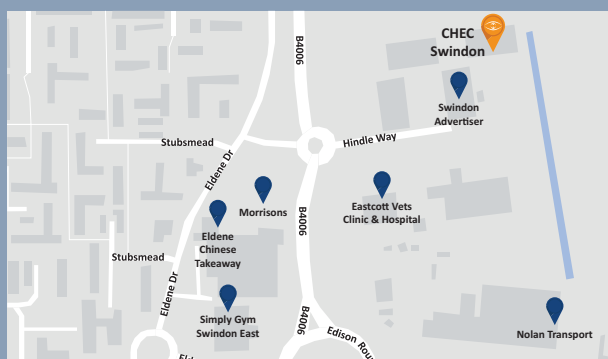 B4006
CHEC
Swindon
Swindon
Advertiser
Stubsmead
Hindle Way
Eldene Dr
Morrisons
Eastcott Vets
Clinic & Hospital
B4006
Eldene
Chinese
Takeaway
Stubsmead
Eldene Dr
Simply Gym
Swindon East
B4006
Nolan Transport
Edison